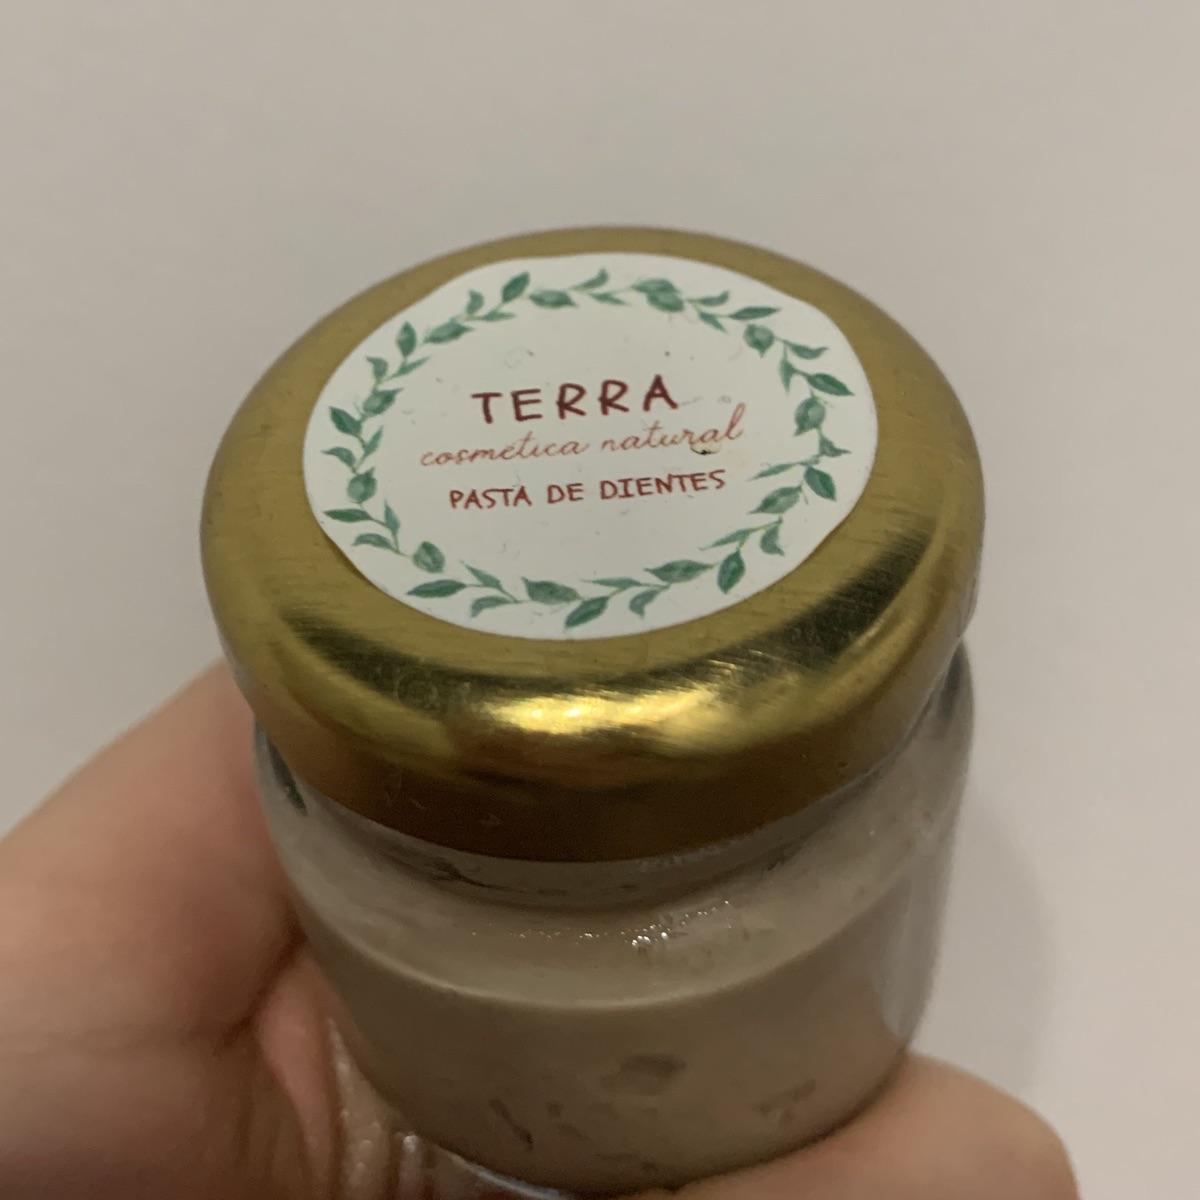 TERRA
cosmética natural
PASTA DE DIENTES